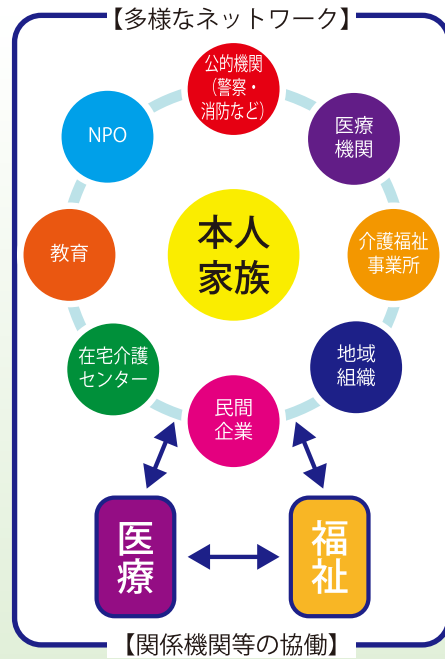 【多様なネットワーク】
公的機関
(警察・
消防など)
NPO
医療
機関
本人
家族
教育
介護福祉
事業所
在宅介護
センター
地域
組織
民間
企業
医療
福祉
【関係機関等の協働】